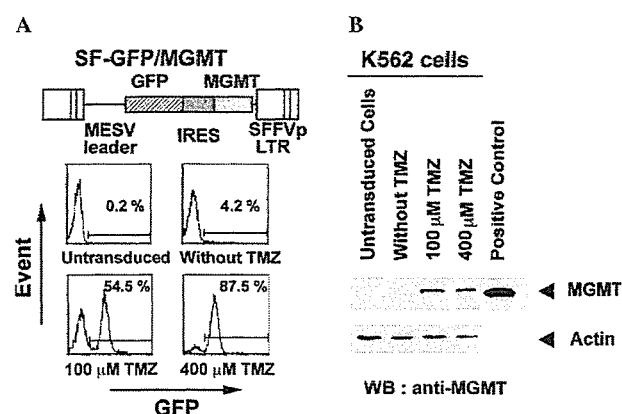 A
SF-GFP/MGMT
GFP MGMT
MESV leader
IRES
SFFVp LTR
Event
0.2 %
Untransduced
4.2 %
Without TMZ
54.5 %
100 µM TMZ
87.5 %
400 µM TMZ
GFP
B
K562 cells
Untransduced Cells
Without TMZ
100 µM TMZ
400 µM TMZ
Positive Control
MGMT
Actin
WB : anti-MGMT